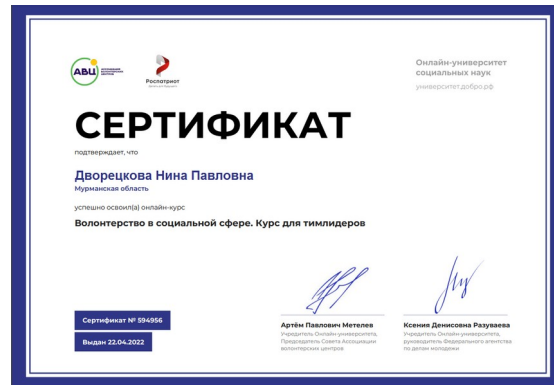 АВЦ
АССОЦИАЦИЯ
ВОЛОНТЕРСКИХ
ЦЕНТРОВ
Роспатриот
Онлайн-университет
социальных наук
университет.добро.рф
СЕРТИФИКАТ
подтверждает, что
Дворецкова Нина Павловна
Мурманская область
успешно освоил(а) онлайн-курс
Волонтерство в социальной сфере. Курс для тимлидеров
Сертификат № 594956
Выдан 22.04.2022
Артём Павлович Метелев
Учредитель Онлайн-университета,
Председатель Совета Ассоциации
волонтерских центров
Ксения Денисовна Разуваева
Учредитель Онлайн-университета,
руководитель Федерального агентства
по делам молодежи